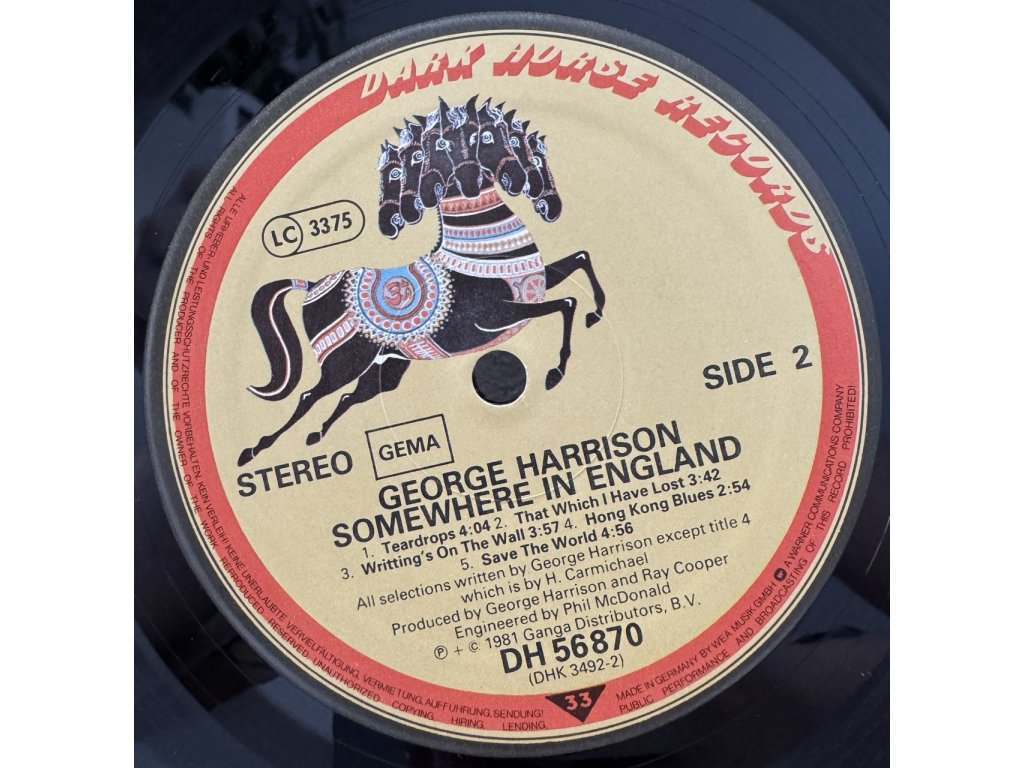 DARK HORSE RECORDS
LC 3375
SIDE 2
STEREO
GEMA
GEORGE HARRISON
SOMEWHERE IN ENGLAND
1. Teardrops 4:04 2. That Which I Have Lost 3:42
3. Writting's On The Wall 3:57 4. Hong Kong Blues 2:54
5. Save The World 4:56
All selections written by George Harrison except title 4
which is by H. Carmichael
Produced by George Harrison and Ray Cooper
Engineered by Phil McDonald
℗ + © 1981 Ganga Distributors, B.V.
DH 56870
(DHK 3492-2)
33
ALLE URHEBER- UND LEISTUNGSSCHUTZRECHTE VORBEHALTEN. KEIN VERLEIH! KEINE UNERLAUBTE VERVIELFÄLTIGUNG, VERMIETUNG, AUFFÜHRUNG, SENDUNG!
ALL RIGHTS OF THE PRODUCER AND OF THE OWNER OF THE WORK REPRODUCED RESERVED. UNAUTHORIZED COPYING, HIRING, LENDING,
MADE IN GERMANY BY WEA MUSIK GMBH A WARNER COMMUNICATIONS COMPANY
PUBLIC PERFORMANCE AND BROADCASTING OF THIS RECORD PROHIBITED!